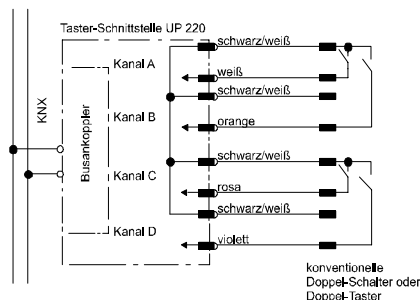 Taster-Schnittstelle UP 220
schwarz/weiß
Kanal A
weiß
schwarz/weiß
KNX
Busankoppler
Kanal B
orange
schwarz/weiß
Kanal C
rosa
schwarz/weiß
Kanal D
violett
konventionelle
Doppel-Schalter oder
Doppel-Taster